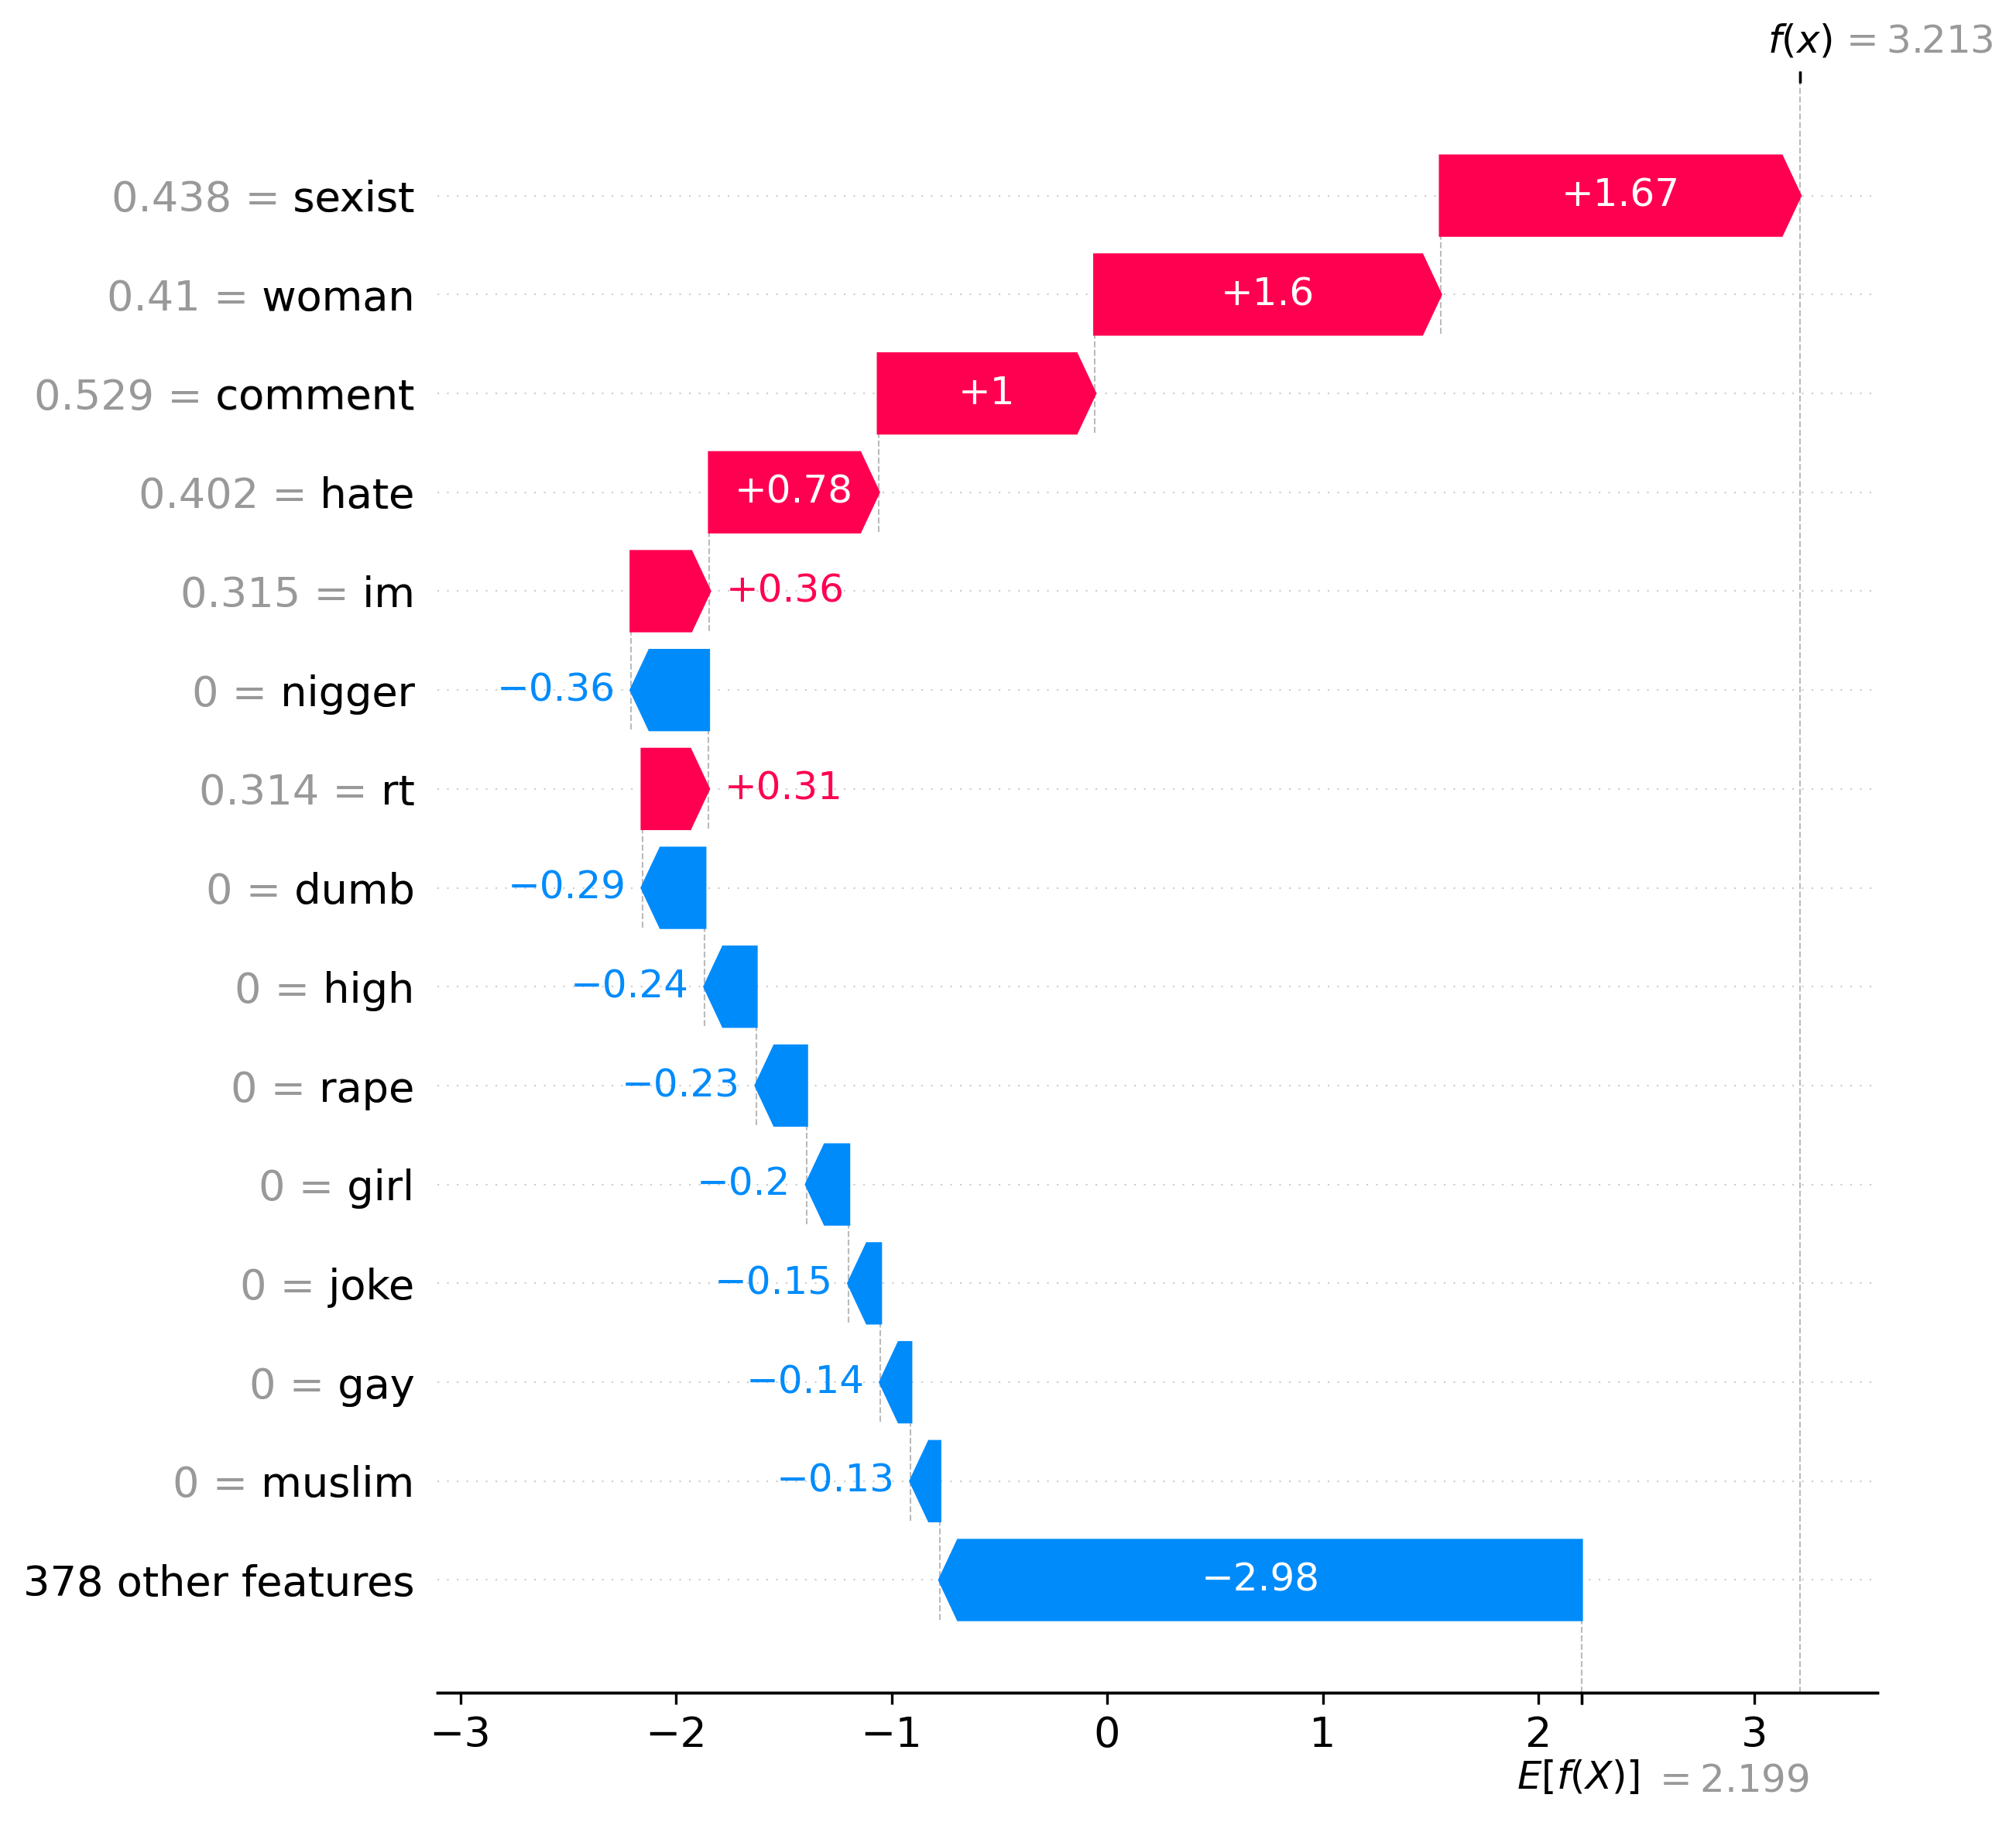 f(x) = 3.213
0.438 = sexist
+1.67
0.41 = woman
+1.6
0.529 = comment
+1
0.402 = hate
+0.78
0.315 = im
+0.36
0 = nigger
−0.36
0.314 = rt
+0.31
0 = dumb
−0.29
0 = high
−0.24
0 = rape
−0.23
0 = girl
−0.2
0 = joke
−0.15
0 = gay
−0.14
0 = muslim
−0.13
378 other features
−2.98
−3 −2 −1 0 1 2 3
E[f(X)] = 2.199